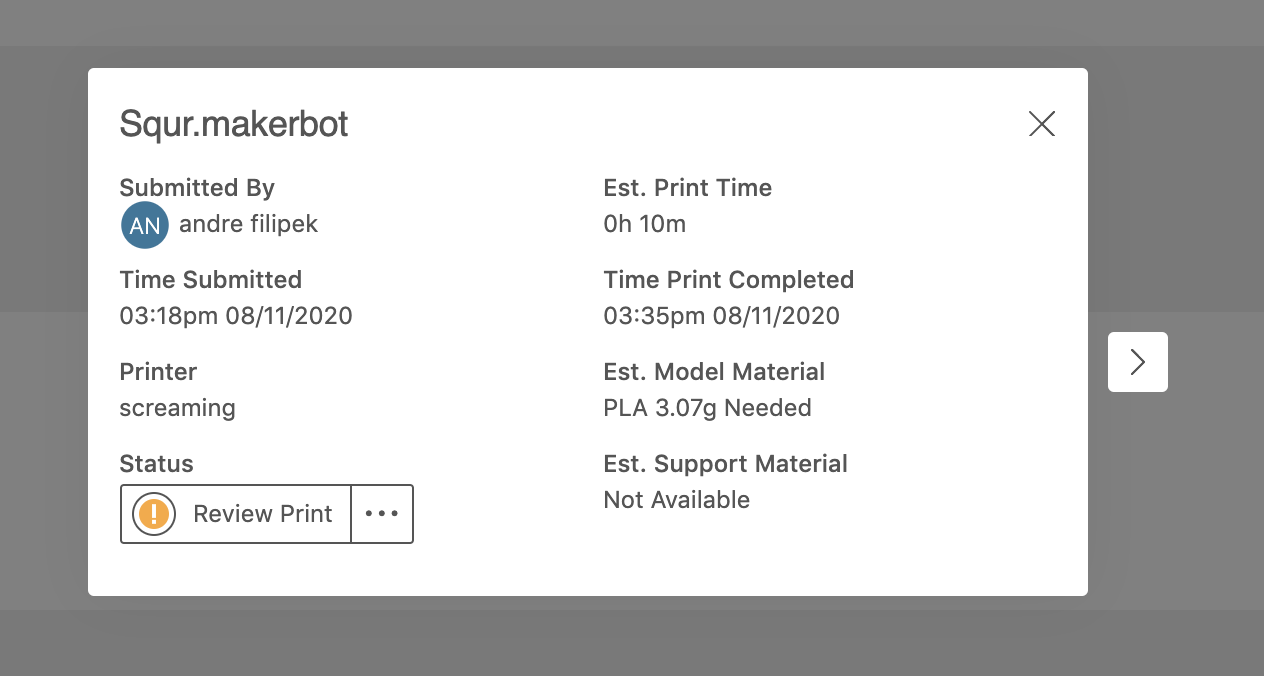 Squr.makerbot
Submitted By
AN andre filipek
Est. Print Time
0h 10m
Time Submitted
03:18pm 08/11/2020
Time Print Completed
03:35pm 08/11/2020
Printer
screaming
Est. Model Material
PLA 3.07g Needed
Status
Review Print
Est. Support Material
Not Available